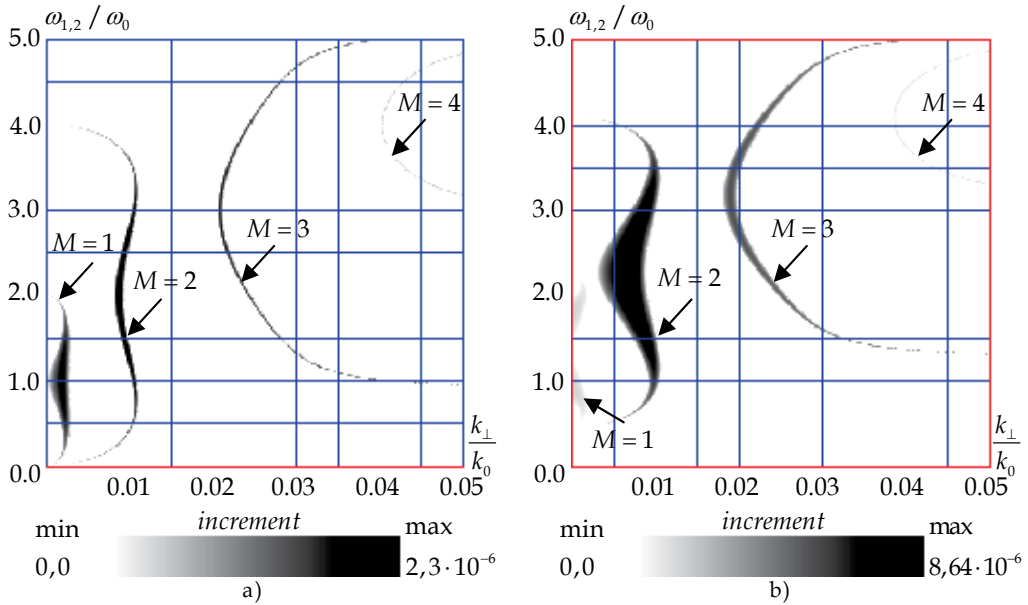 ω₁,₂ / ω₀
5.0
4.0
3.0
2.0
1.0
0.0
M = 1
M = 2
M = 3
M = 4
k⊥
k₀
0.01
0.02
0.03
0.04
0.05
min
increment
max
0,0
2,3·10⁻⁶
a)
ω₁,₂ / ω₀
5.0
4.0
3.0
2.0
1.0
0.0
M = 4
M = 3
M = 2
M = 1
k⊥
k₀
0.01
0.02
0.03
0.04
0.05
min
increment
max
0,0
8,64·10⁻⁶
b)